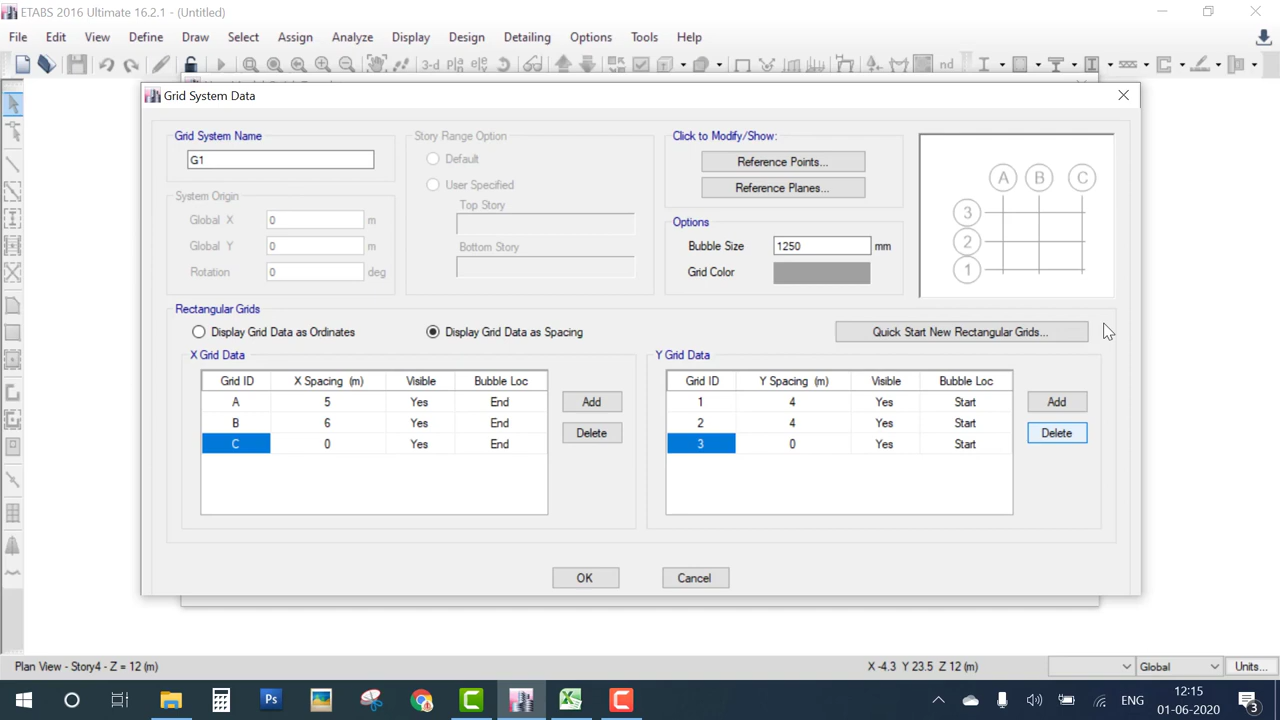 ETABS 2016 Ultimate 16.2.1 - (Untitled)
File Edit View Define Draw Select Assign Analyze Display Design Detailing Options Tools Help
3-d Pla ele nd
Grid System Data
Grid System Name
G1
System Origin
Global X 0 m
Global Y 0 m
Rotation 0 deg
Story Range Option
Default
User Specified
Top Story
Bottom Story
Click to Modify/Show:
Reference Points...
Reference Planes...
Options
Bubble Size 1250 mm
Grid Color
A B C
3
2
1
Rectangular Grids
Display Grid Data as Ordinates Display Grid Data as Spacing Quick Start New Rectangular Grids...
X Grid Data
Grid ID X Spacing (m) Visible Bubble Loc
A 5 Yes End
B 6 Yes End
C 0 Yes End
Add
Delete
Y Grid Data
Grid ID Y Spacing (m) Visible Bubble Loc
1 4 Yes Start
2 4 Yes Start
3 0 Yes Start
Add
Delete
OK Cancel
Plan View - Story4 - Z = 12 (m) X -4.3 Y 23.5 Z 12 (m) Global Units...
Ps ENG 12:15
01-06-2020 3